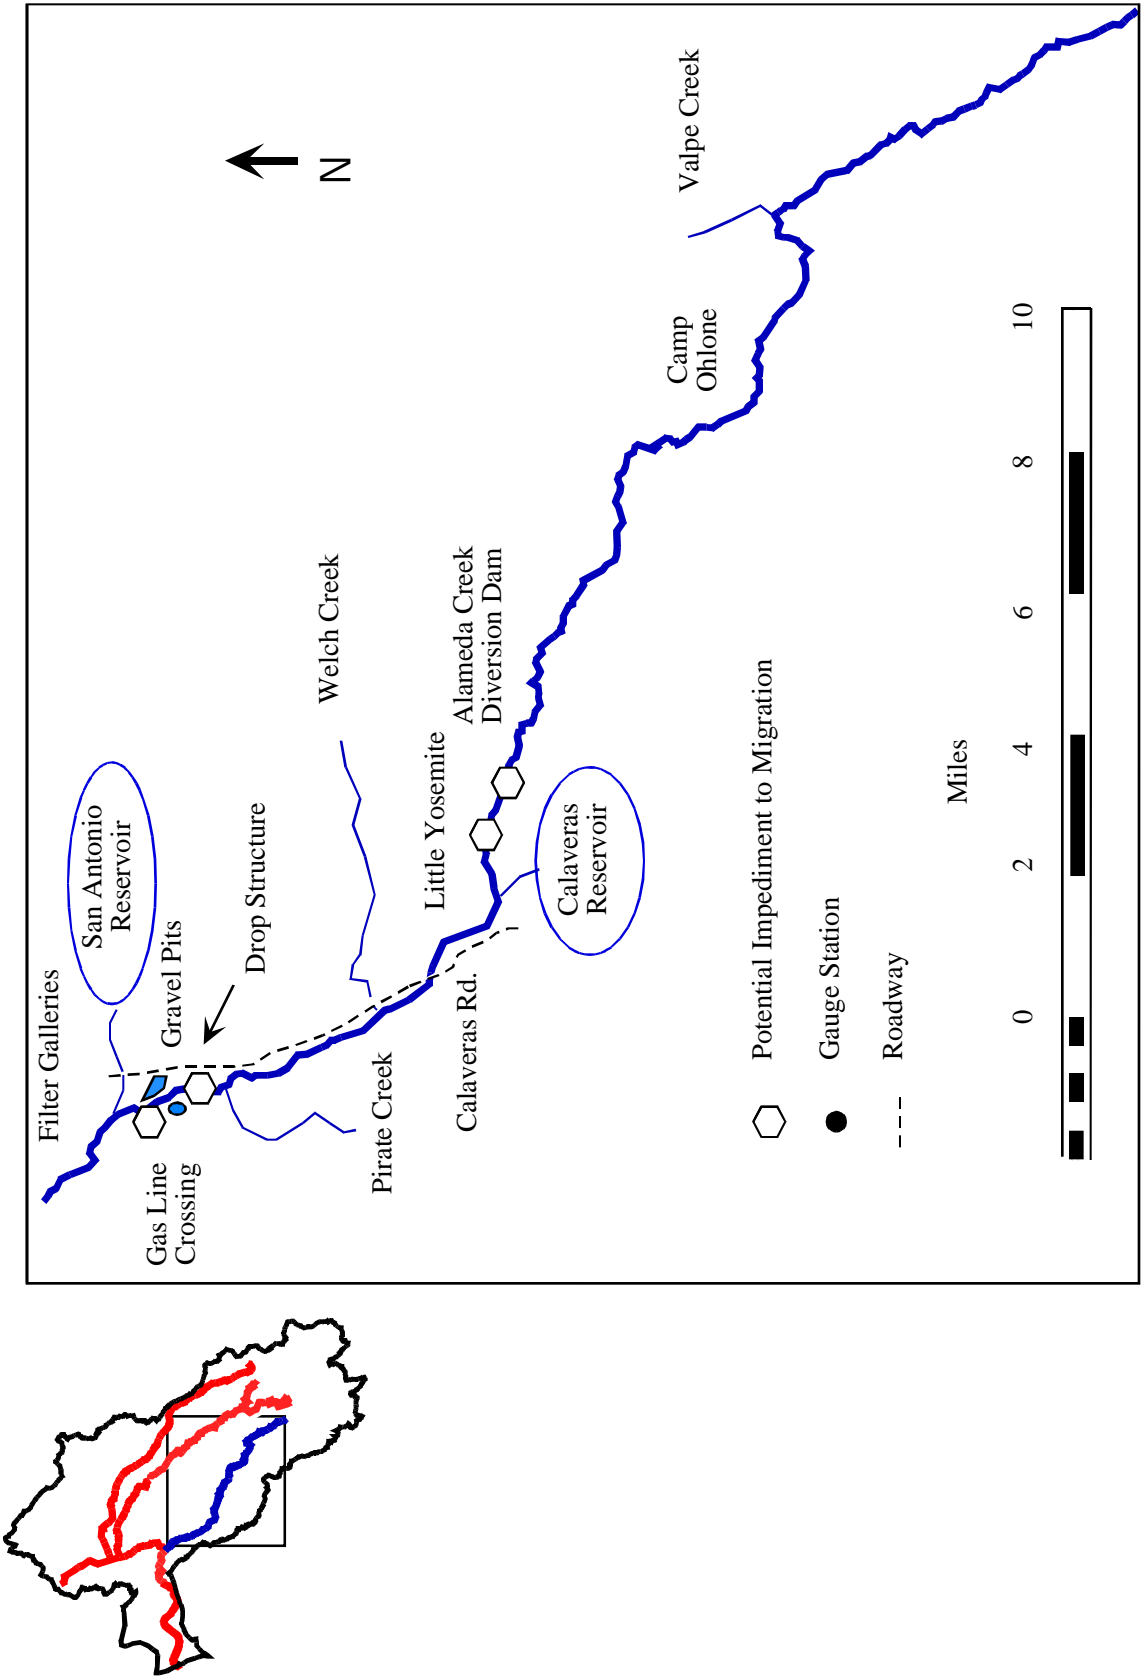 Filter Galleries
San Antonio
Reservoir
Gravel Pits
Drop Structure
Gas Line
Crossing
Welch Creek
Pirate Creek
Calaveras Rd.
Little Yosemite
Alameda Creek
Diversion Dam
Calaveras
Reservoir
Camp
Ohlone
Valpe Creek
N
Potential Impediment to Migration
Gauge Station
Roadway
Miles
0 2 4 6 8 10